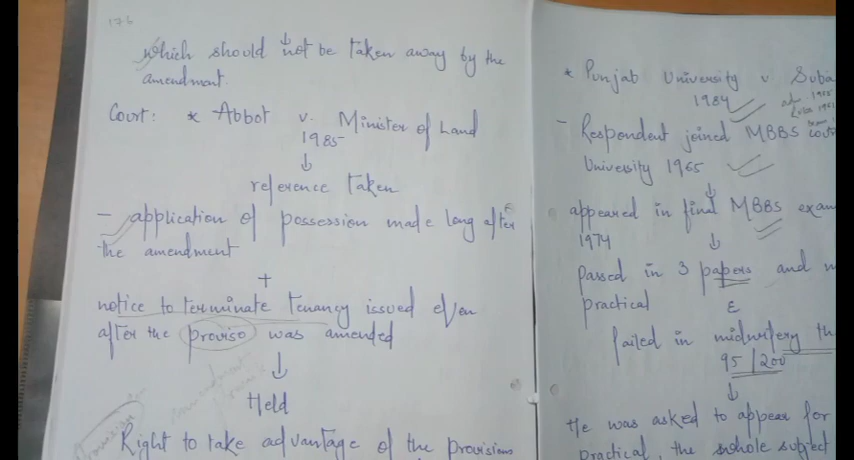 176
which should not be taken away by the
amendment.
Court: * Abbot v. Minister of Land
1985
↓
reference taken
- application of possession made long after
the amendment
+
notice to terminate tenancy issued even
after the proviso was amended
↓
Held
Right to take advantage of the provisions
* Punjab University v. Suba
1984
- Respondent joined MBBS
University 1965
↓
appeared in final MBBS exam
1974
↓
passed in 3 papers and
practical
&
failed in midwifery th
95/200
↓
He was asked to appear for
practical, the whole subject